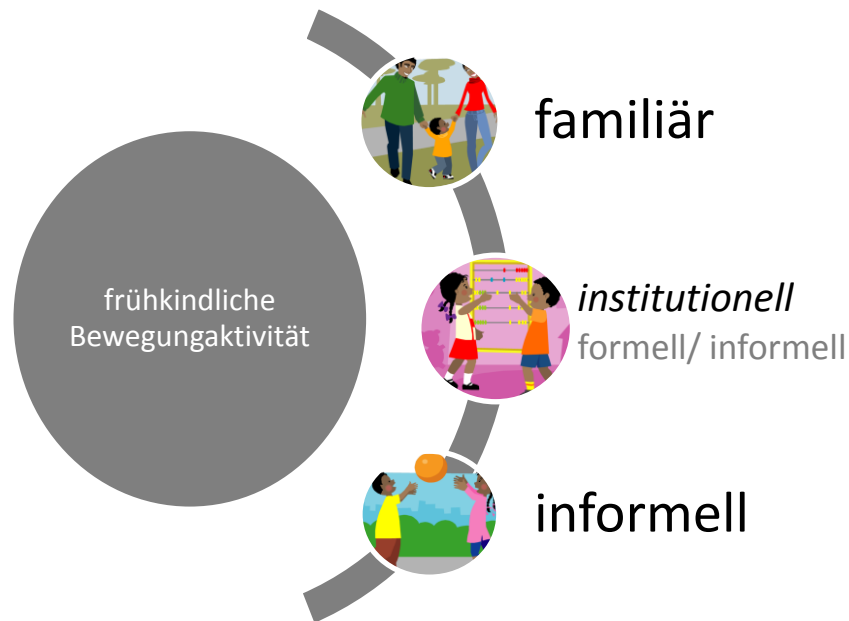 familiär
frühkindliche
Bewegungaktivität
institutionell
formell/ informell
informell